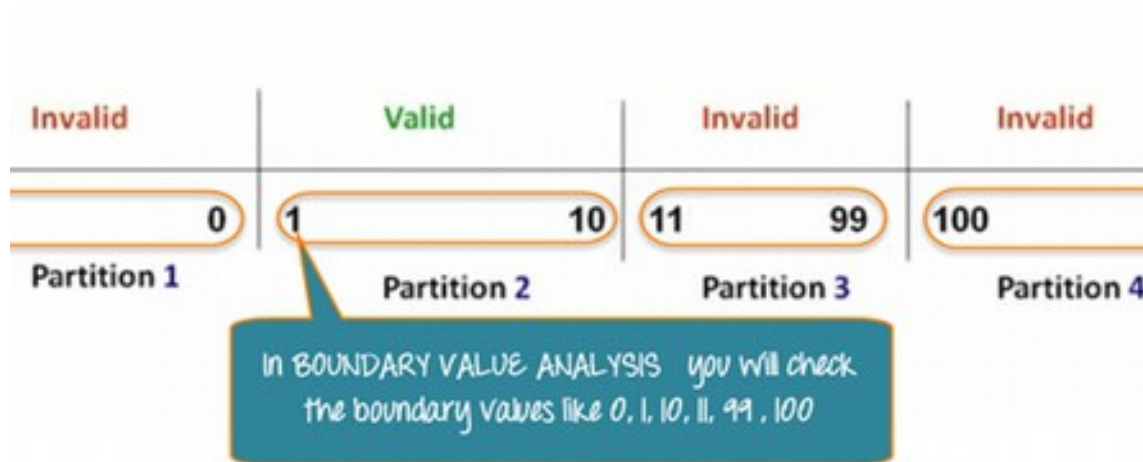 Invalid Valid Invalid Invalid
0 1 10 11 99 100
Partition 1 Partition 2 Partition 3 Partition 4
In BOUNDARY VALUE ANALYSIS you will check
the boundary values like 0, 1, 10, 11, 99 , 100